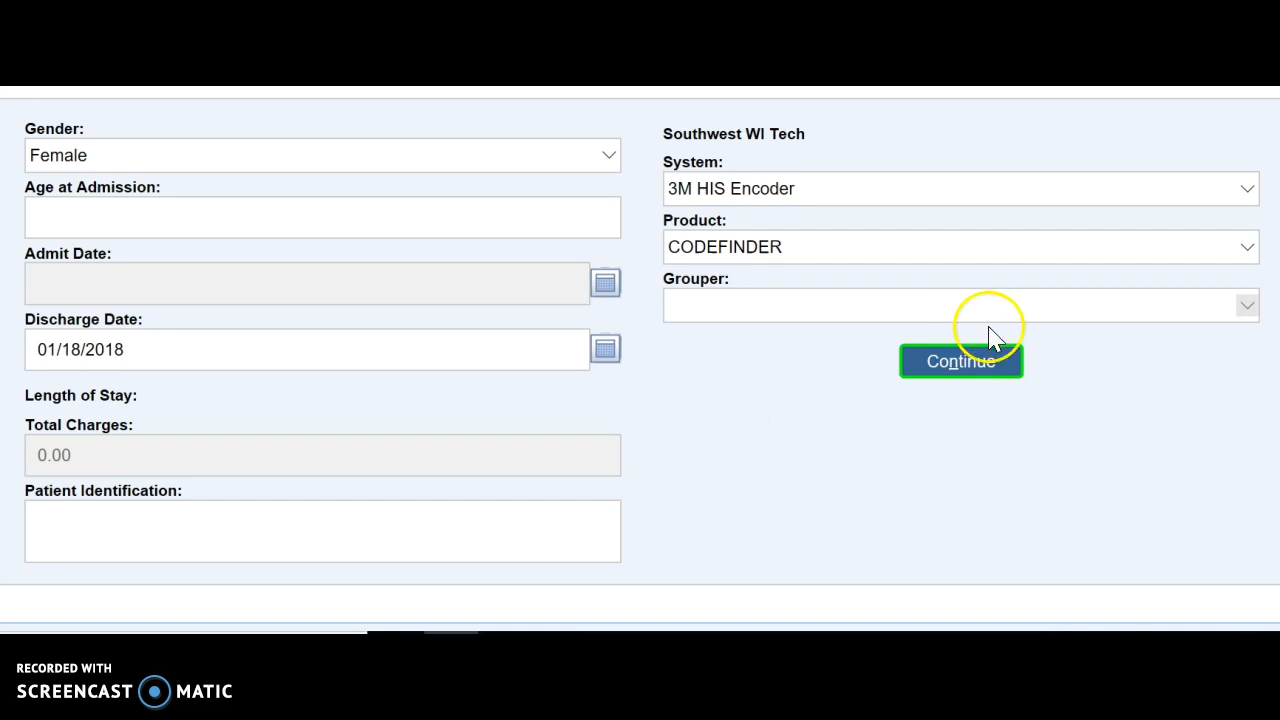 Gender:
Female
Age at Admission:
Admit Date:
Discharge Date:
01/18/2018
Length of Stay:
Total Charges:
0.00
Patient Identification:
Southwest WI Tech
System:
3M HIS Encoder
Product:
CODEFINDER
Grouper:
Continue
RECORDED WITH
SCREENCAST MATIC